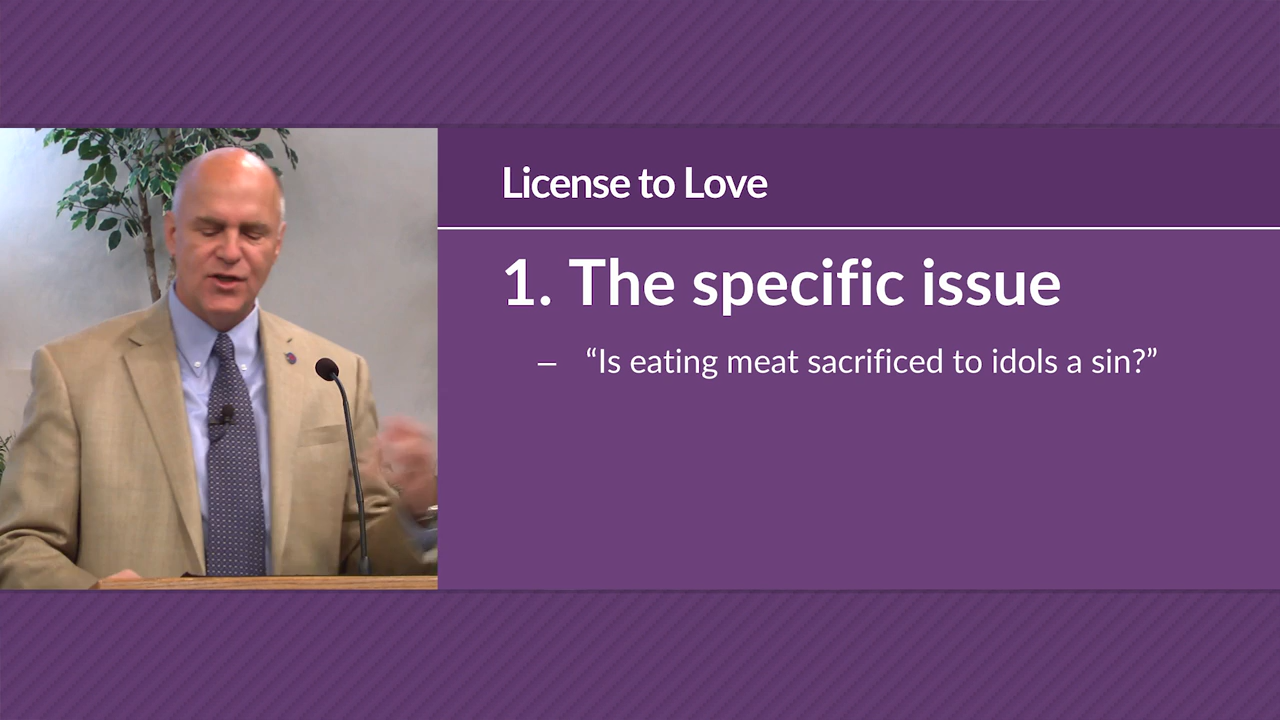 License to Love
1. The specific issue
– “Is eating meat sacrificed to idols a sin?”